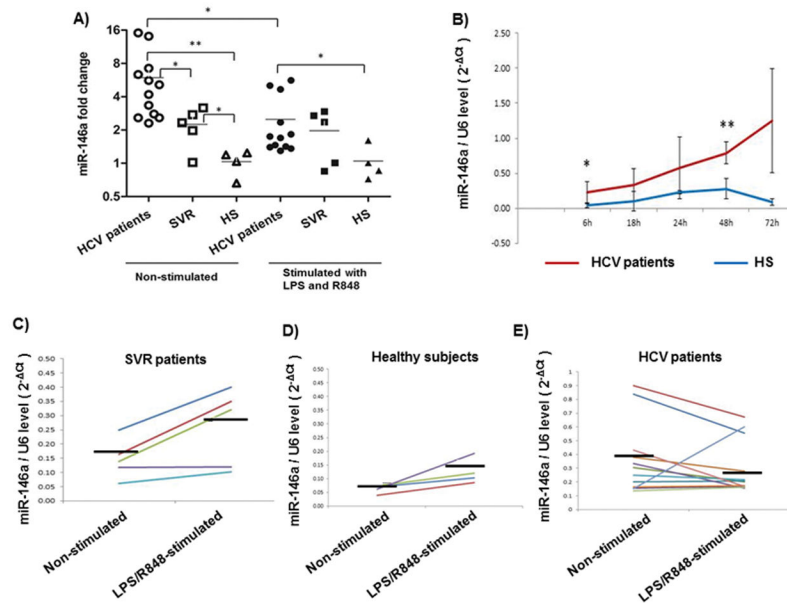 A)
miR-146a fold change
16
8
4
2
1
0.5
*
**
*
*
*
HCV patients
SVR
HS
HCV patients
SVR
HS
Non-stimulated
Stimulated with
LPS and R848
B)
miR-146a / U6 level ( 2-ΔCt )
2.50
2.00
1.50
1.00
0.50
0.00
-0.50
*
**
6h
18h
24h
48h
72h
HCV patients
HS
C)
SVR patients
miR-146a / U6 level ( 2-ΔCt )
0.50
0.45
0.40
0.35
0.30
0.25
0.20
0.15
0.10
0.05
0.00
Non-stimulated
LPS/R848-stimulated
D)
Healthy subjects
miR-146a / U6 level ( 2-ΔCt )
0.50
0.45
0.40
0.35
0.30
0.25
0.20
0.15
0.10
0.05
0.00
Non-stimulated
LPS/R848-stimulated
E)
HCV patients
miR-146a / U6 level ( 2-ΔCt )
1
0.9
0.8
0.7
0.6
0.5
0.4
0.3
0.2
0.1
0
Non-stimulated
LPS/R848-stimulated